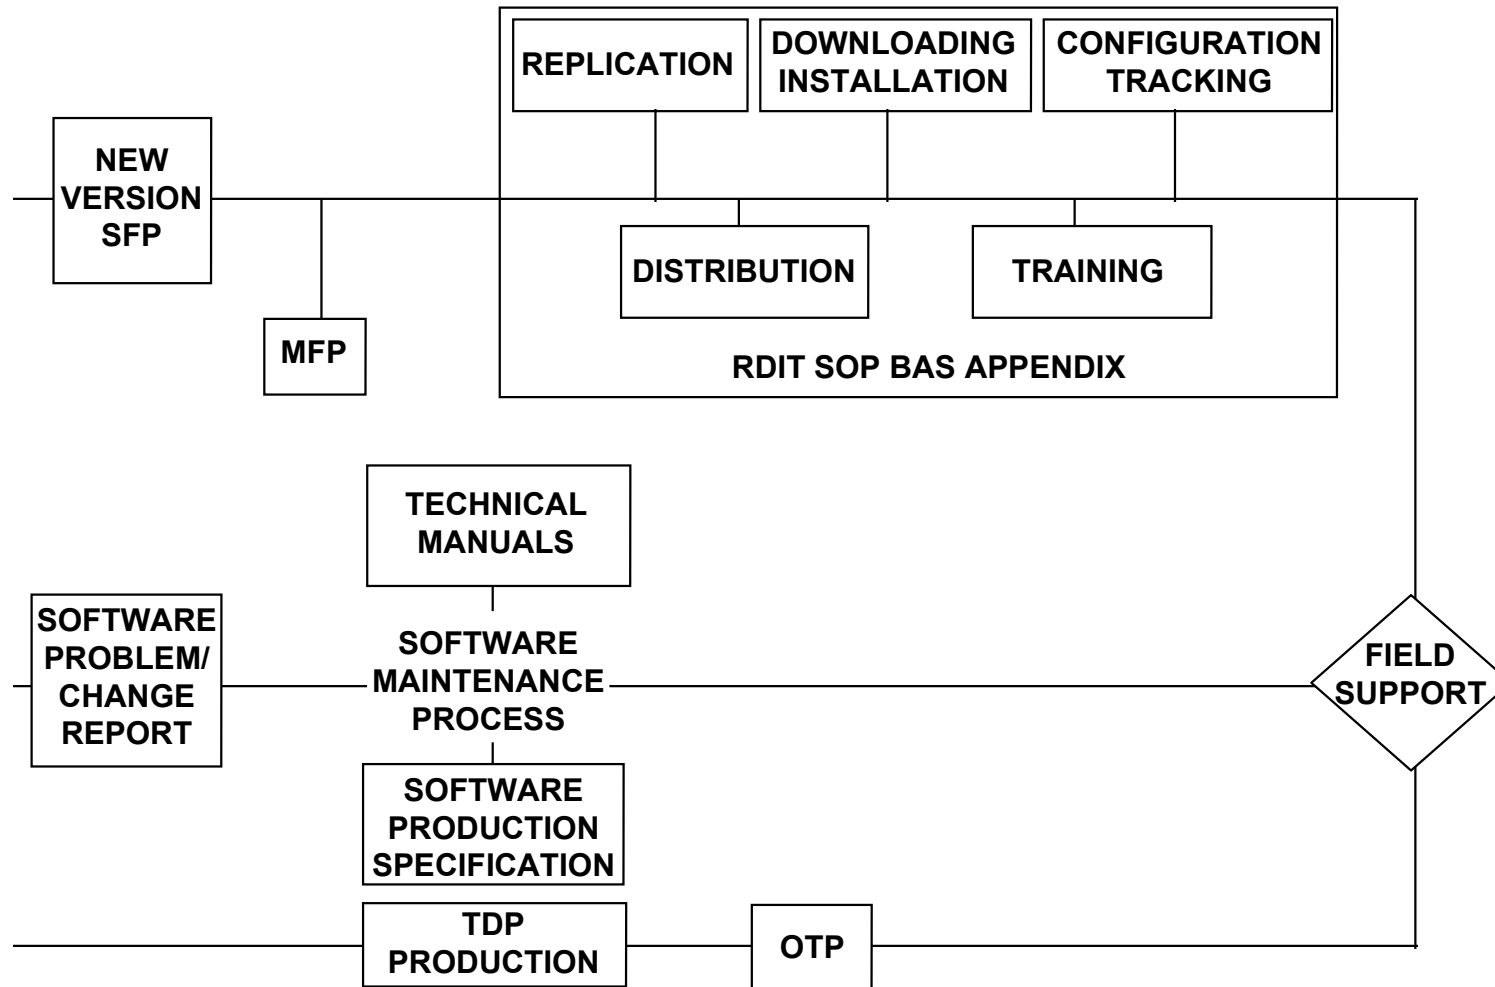 REPLICATION
DOWNLOADING
INSTALLATION
CONFIGURATION
TRACKING
NEW
VERSION
SFP
DISTRIBUTION
TRAINING
MFP
RDIT SOP BAS APPENDIX
TECHNICAL
MANUALS
SOFTWARE
PROBLEM/
CHANGE
REPORT
SOFTWARE
MAINTENANCE
PROCESS
FIELD
SUPPORT
SOFTWARE
PRODUCTION
SPECIFICATION
TDP
PRODUCTION
OTP